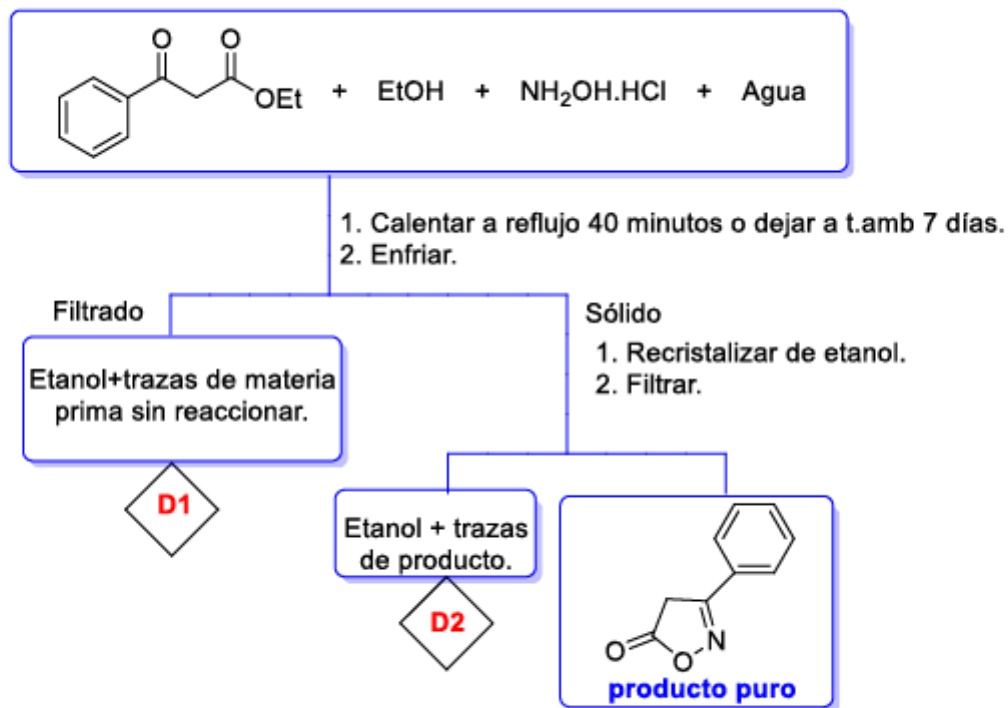 O O
OEt + EtOH + NH2OH.HCl + Agua
1. Calentar a reflujo 40 minutos o dejar a t.amb 7 días.
2. Enfriar.
Filtrado
Etanol+trazas de materia
prima sin reaccionar.
D1
Sólido
1. Recristalizar de etanol.
2. Filtrar.
Etanol + trazas
de producto.
D2
O O N
producto puro